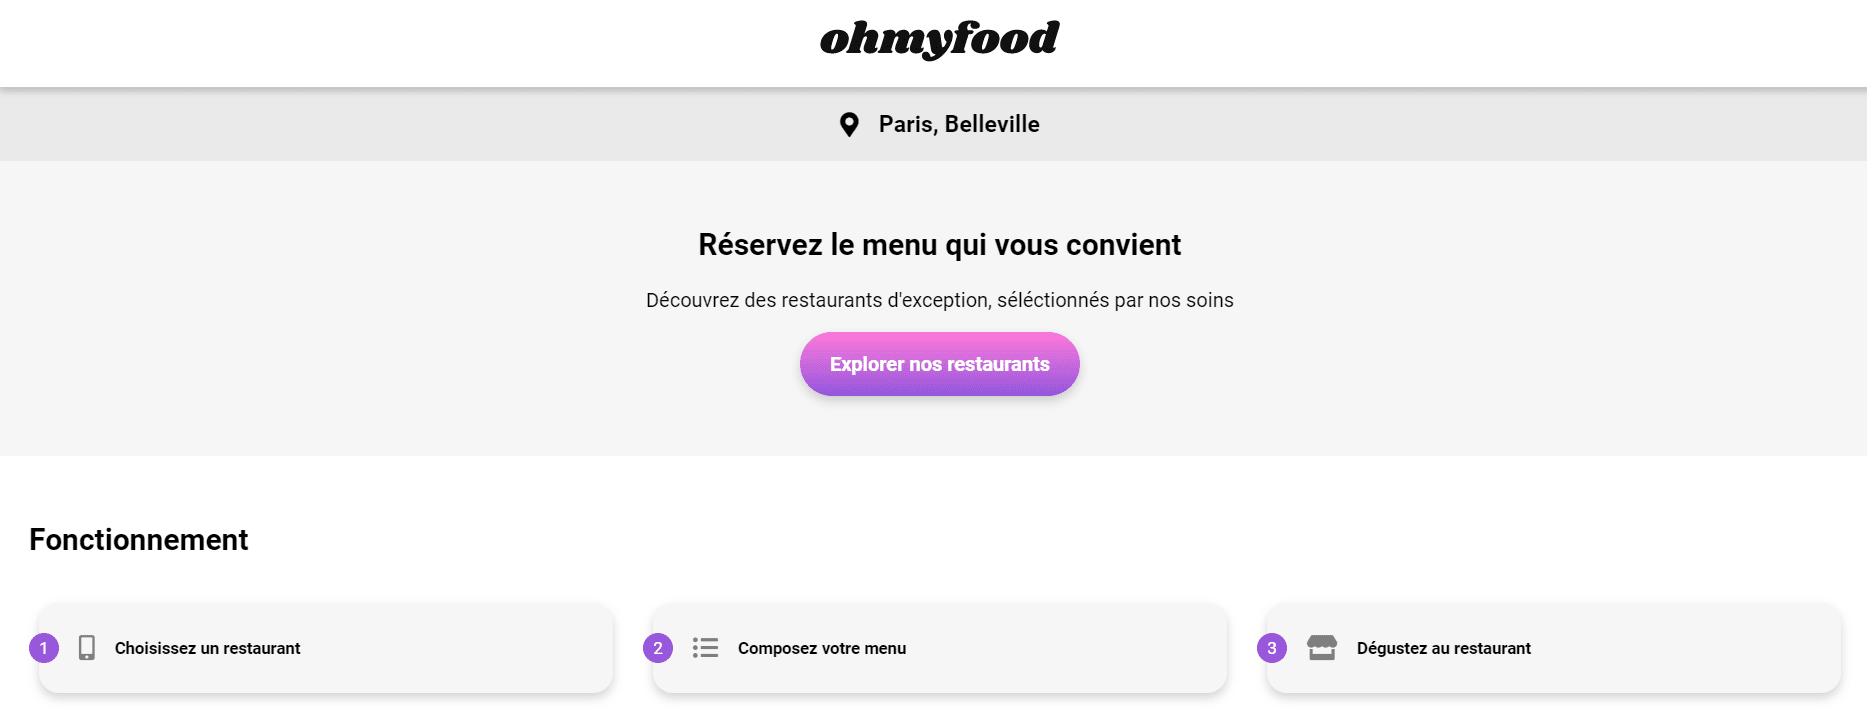 ohmyfood
Paris, Belleville
Réservez le menu qui vous convient
Découvrez des restaurants d'exception, séléctionnés par nos soins
Explorer nos restaurants
Fonctionnement
1 Choisissez un restaurant
2 Composez votre menu
3 Dégustez au restaurant